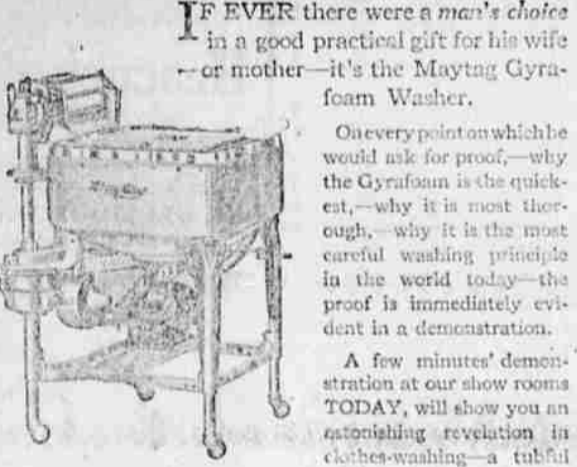 IF EVER there were a man's choice
in a good practical gift for his wife
—or mother—it's the Maytag Gyra-
foam Washer.
On every point on which he
would ask for proof,—why
the Gyrafoam is the quick-
est,—why it is most thor-
ough,—why it is the most
careful washing principle
in the world today—the
proof is immediately evi-
dent in a demonstration.
A few minutes' demon-
stration at our show rooms
TODAY, will show you an
astonishing revelation in
clothes-washing—a tubful